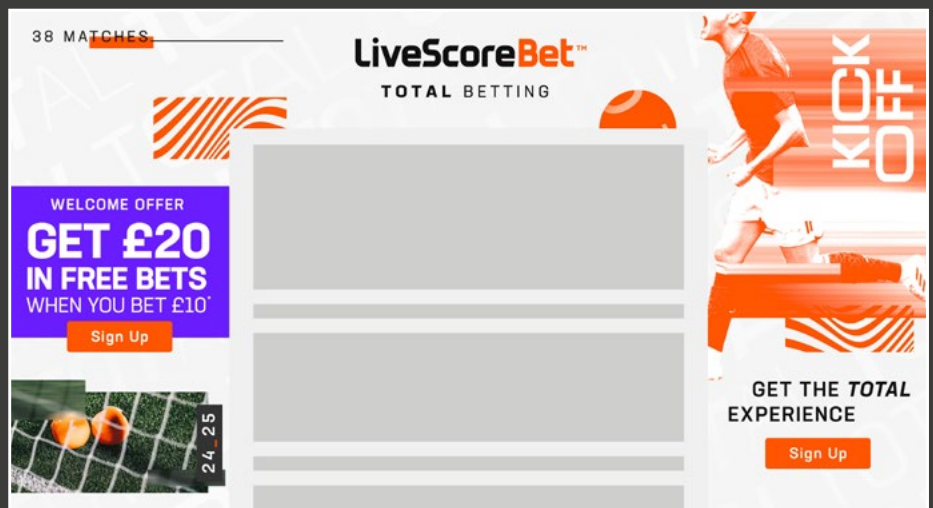 38 MATCHES
LiveScoreBet™
TOTAL BETTING
KICK
OFF
WELCOME OFFER
GET £20
IN FREE BETS
WHEN YOU BET £10*
Sign Up
24_25
GET THE TOTAL
EXPERIENCE
Sign Up